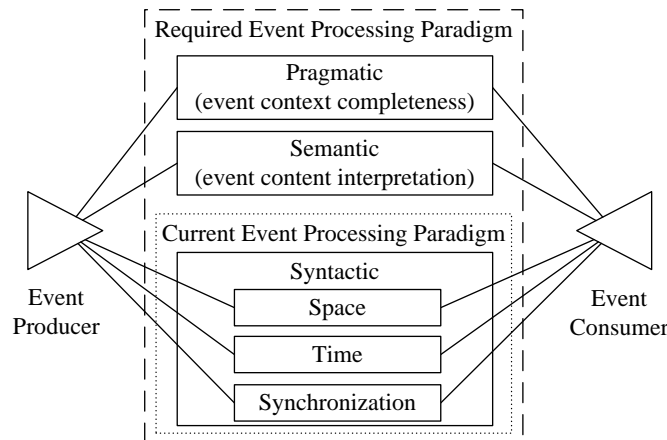 Required Event Processing Paradigm
Pragmatic
(event context completeness)
Semantic
(event content interpretation)
Current Event Processing Paradigm
Syntactic
Space
Time
Synchronization
Event
Producer
Event
Consumer